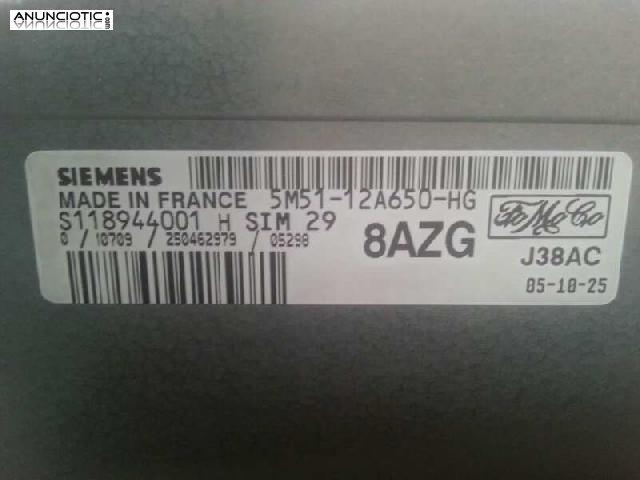 ANUNCIOTIC.com
SIEMENS
MADE IN FRANCE 5M51-12A650-HG
S118944001 H SIM 29
0 / 10709 / 250462979 / 05298
8AZG
FoMoCo
J38AC
05-10-25